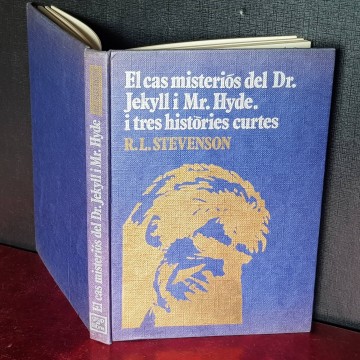 El cas misteriós del Dr.
Jekyll i Mr. Hyde.
i tres històries curtes
R.L. STEVENSON
El cas misteriós del Dr. Jekyll i Mr. Hyde